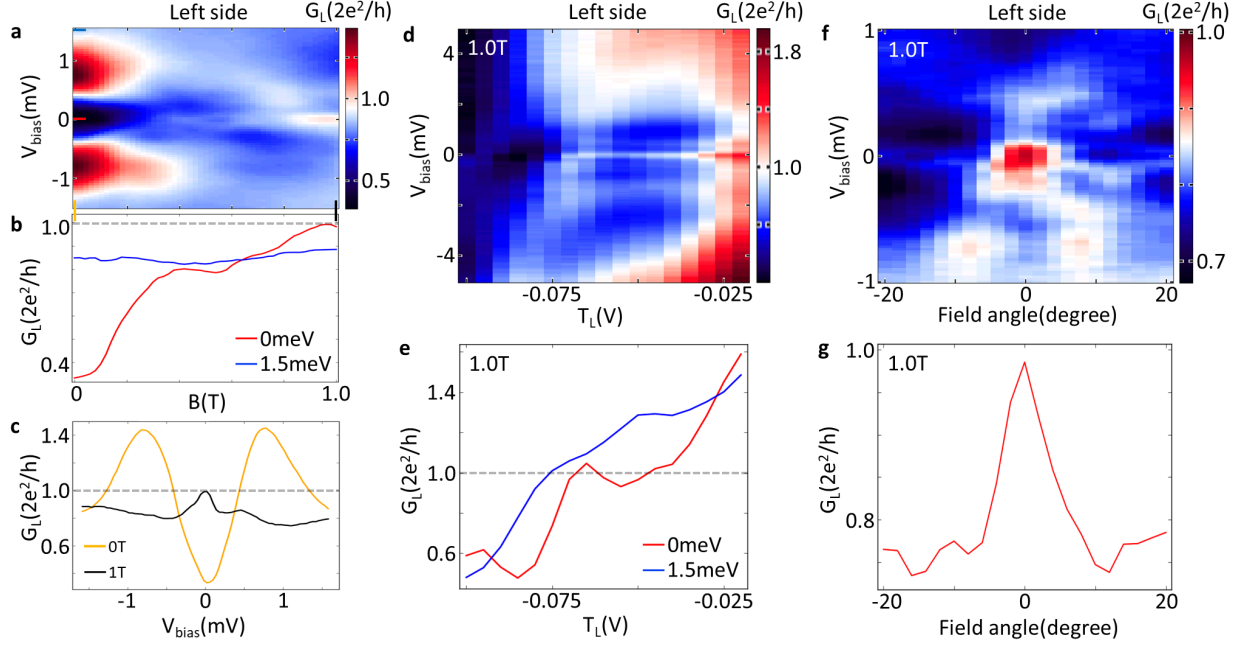 Left side
G_L(2e²/h)
a
V_bias(mV)
1
0
-1
1.0
0.5
b
G_L(2e²/h)
1.0
0.4
0meV
1.5meV
0
1.0
B(T)
c
G_L(2e²/h)
1.4
1.0
0.6
0T
1T
-1
0
1
V_bias(mV)
Left side
G_L(2e²/h)
d
1.0T
V_bias(mV)
4
2
0
-2
-4
1.8
1.0
-0.075
-0.025
T_L(V)
e
1.0T
G_L(2e²/h)
1.4
1.0
0.6
0meV
1.5meV
-0.075
-0.025
T_L(V)
Left side
G_L(2e²/h)
f
1.0T
V_bias(mV)
1
0
-1
1.0
0.7
-20
0
20
Field angle(degree)
g
1.0T
G_L(2e²/h)
1.0
0.8
-20
0
20
Field angle(degree)